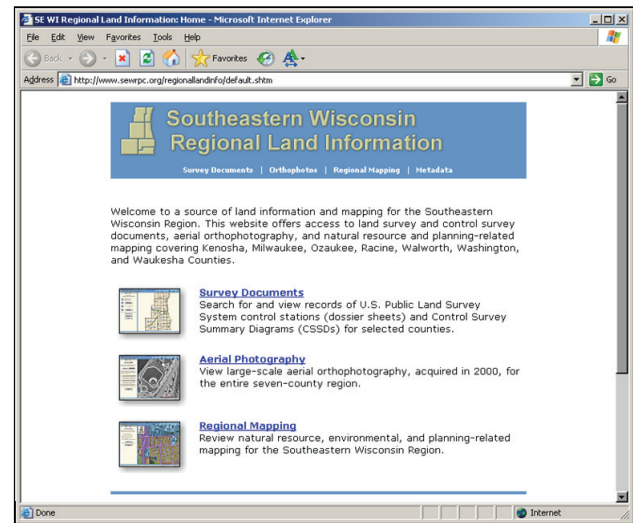 SE WI Regional Land Information: Home - Microsoft Internet Explorer
File Edit View Favorites Tools Help
Back Favorites
Address http://www.sewrpc.org/regionallandinfo/default.shtm Go
Southeastern Wisconsin
Regional Land Information
Survey Documents | Orthophotos | Regional Mapping | Metadata
Welcome to a source of land information and mapping for the Southeastern
Wisconsin Region. This website offers access to land survey and control survey
documents, aerial orthophotography, and natural resource and planning-related
mapping covering Kenosha, Milwaukee, Ozaukee, Racine, Walworth, Washington,
and Waukesha Counties.
Survey Documents
Search for and view records of U.S. Public Land Survey
System control stations (dossier sheets) and Control Survey
Summary Diagrams (CSSDs) for selected counties.
Aerial Photography
View large-scale aerial orthophotography, acquired in 2000, for
the entire seven-county region.
Regional Mapping
Review natural resource, environmental, and planning-related
mapping for the Southeastern Wisconsin Region.
Done Internet